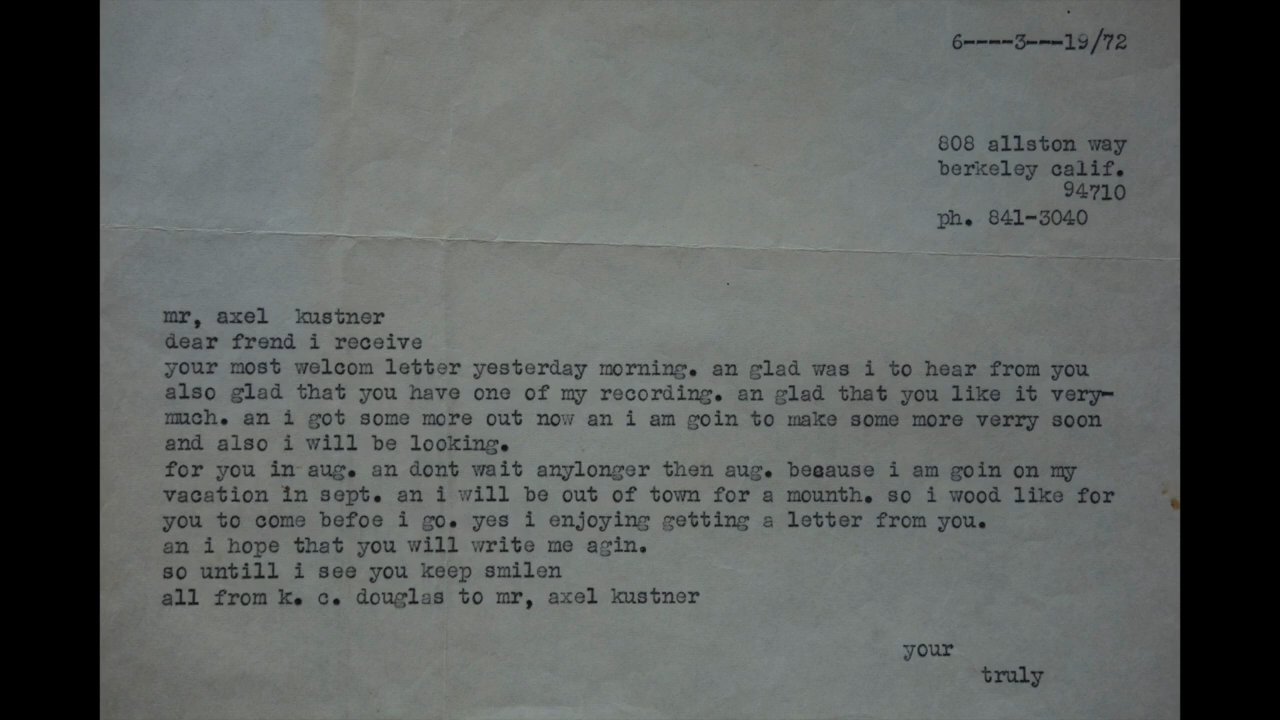 6----3---19/72
808 allston way
berkeley calif.
94710
ph. 841-3040
mr, axel  kustner
dear frend i receive
your most welcom letter yesterday morning. an glad was i to hear from you
also glad that you have one of my recording. an glad that you like it very-
much. an i got some more out now an i am goin to make some more verry soon
and also i will be looking.
for you in aug. an dont wait anylonger then aug. because i am goin on my
vacation in sept. an i will be out of town for a mounth. so i wood like for
you to come befoe i go. yes i enjoying getting a letter from you.
an i hope that you will write me agin.
so untill i see you keep smilen
all from k. c. douglas to mr, axel kustner
your
truly